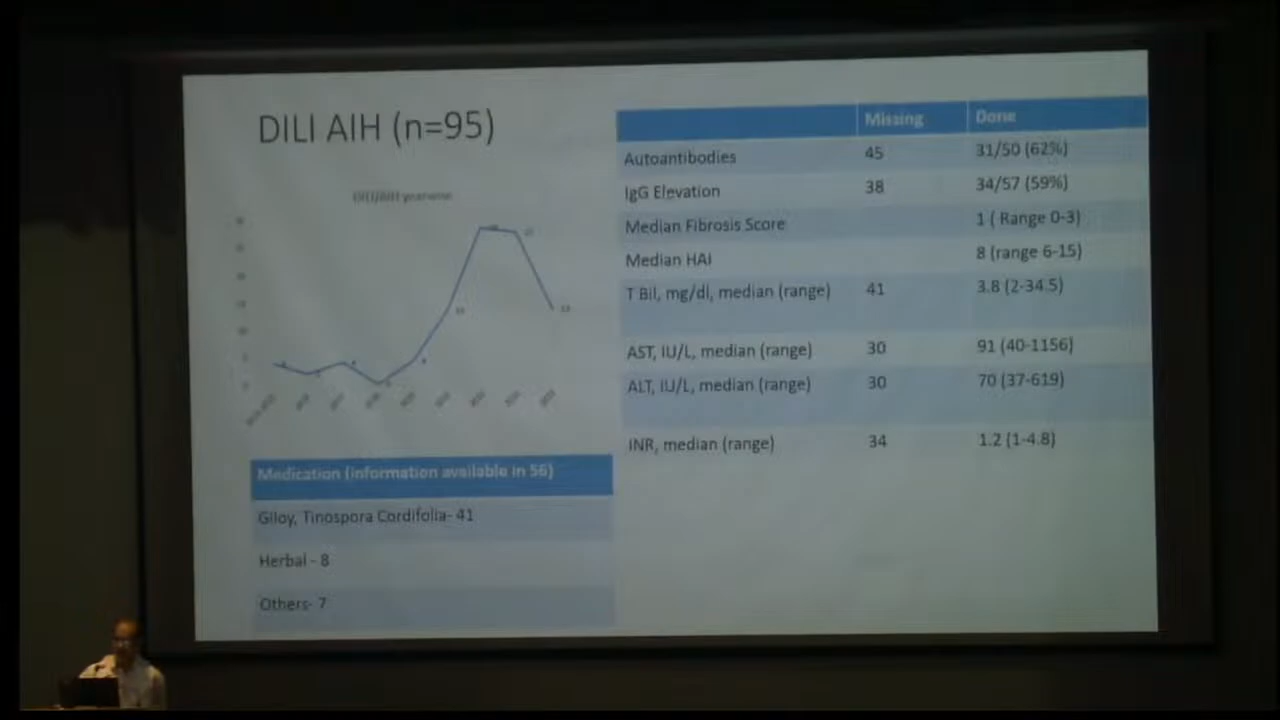 DILI AIH (n=95)
DILI/AIH yearwise
Medication (information available in 56)
Giloy, Tinospora Cordifolia- 41
Herbal - 8
Others- 7
Missing Done
Autoantibodies 45 31/50 (62%)
IgG Elevation 38 34/57 (59%)
Median Fibrosis Score 1 ( Range 0-3)
Median HAI 8 (range 6-15)
T Bil, mg/dl, median (range) 41 3.8 (2-34.5)
AST, IU/L, median (range) 30 91 (40-1156)
ALT, IU/L, median (range) 30 70 (37-619)
INR, median (range) 34 1.2 (1-4.8)